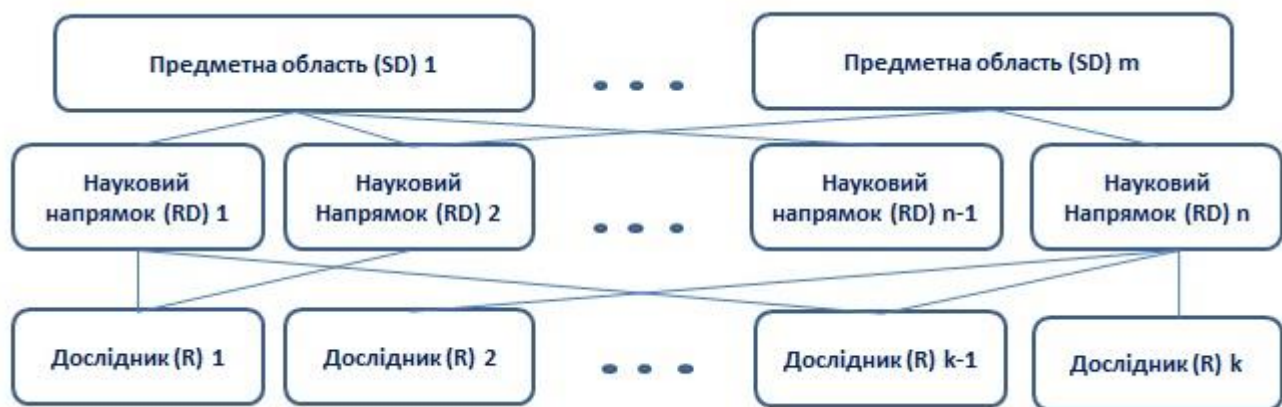 Предметна область (SD) 1
Предметна область (SD) m
Науковий
напрямок (RD) 1
Науковий
Напрямок (RD) 2
Науковий
напрямок (RD) n-1
Науковий
Напрямок (RD) n
Дослідник (R) 1
Дослідник (R) 2
Дослідник (R) k-1
Дослідник (R) k